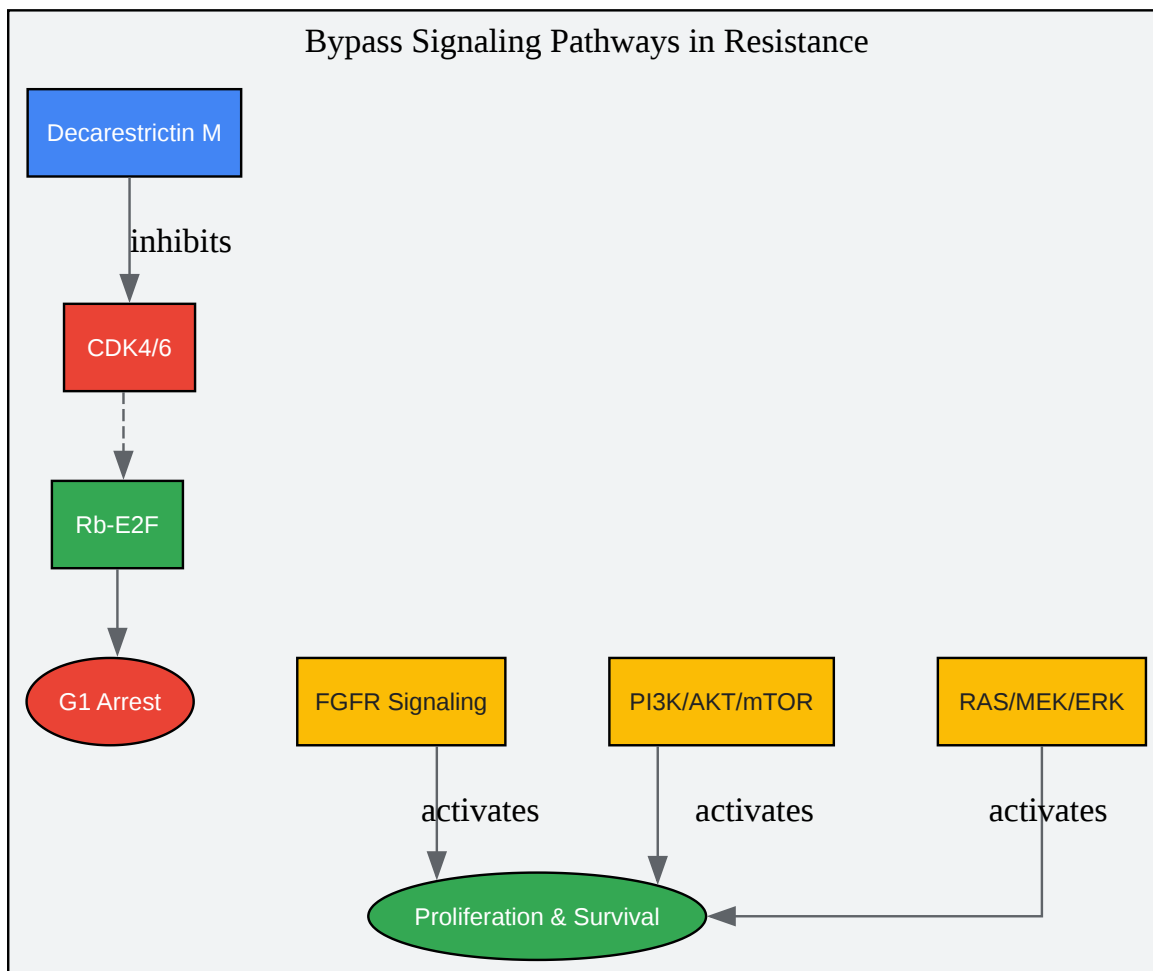 Bypass Signaling Pathways in Resistance
Decarestrictin M
inhibits
CDK4/6
Rb-E2F
G1 Arrest
FGFR Signaling
PI3K/AKT/mTOR
RAS/MEK/ERK
activates
activates
activates
Proliferation & Survival